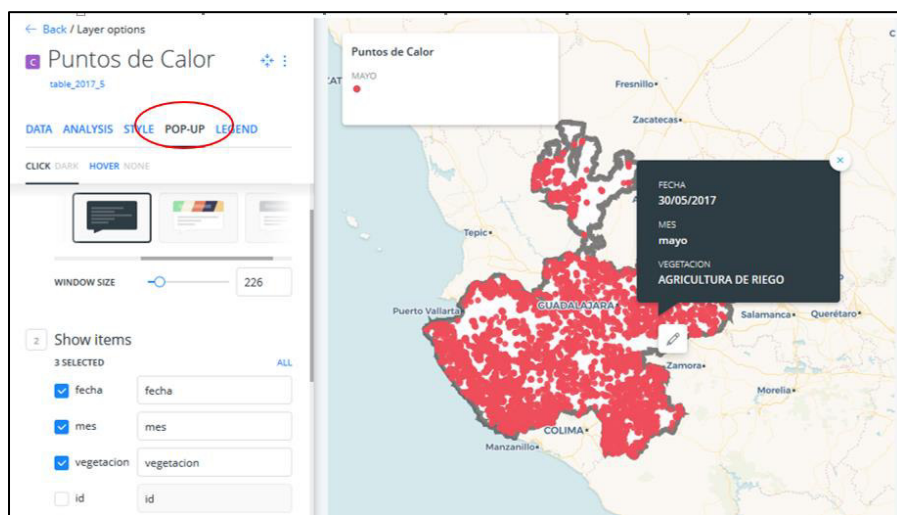 ← Back / Layer options
C Puntos de Calor
table_2017_5
DATA ANALYSIS STYLE POP-UP LEGEND
CLICK DARK HOVER NONE
WINDOW SIZE 226
2 Show items
3 SELECTED ALL
fecha fecha
mes mes
vegetacion vegetacion
id id
Puntos de Calor
MAYO
Fresnillo
Zacatecas
FECHA
30/05/2017
MES
mayo
VEGETACION
AGRICULTURA DE RIEGO
Tepic
Puerto Vallarta
GUADALAJARA
Salamanca
Querétaro
Zamora
Morelia
COLIMA
Manzanillo